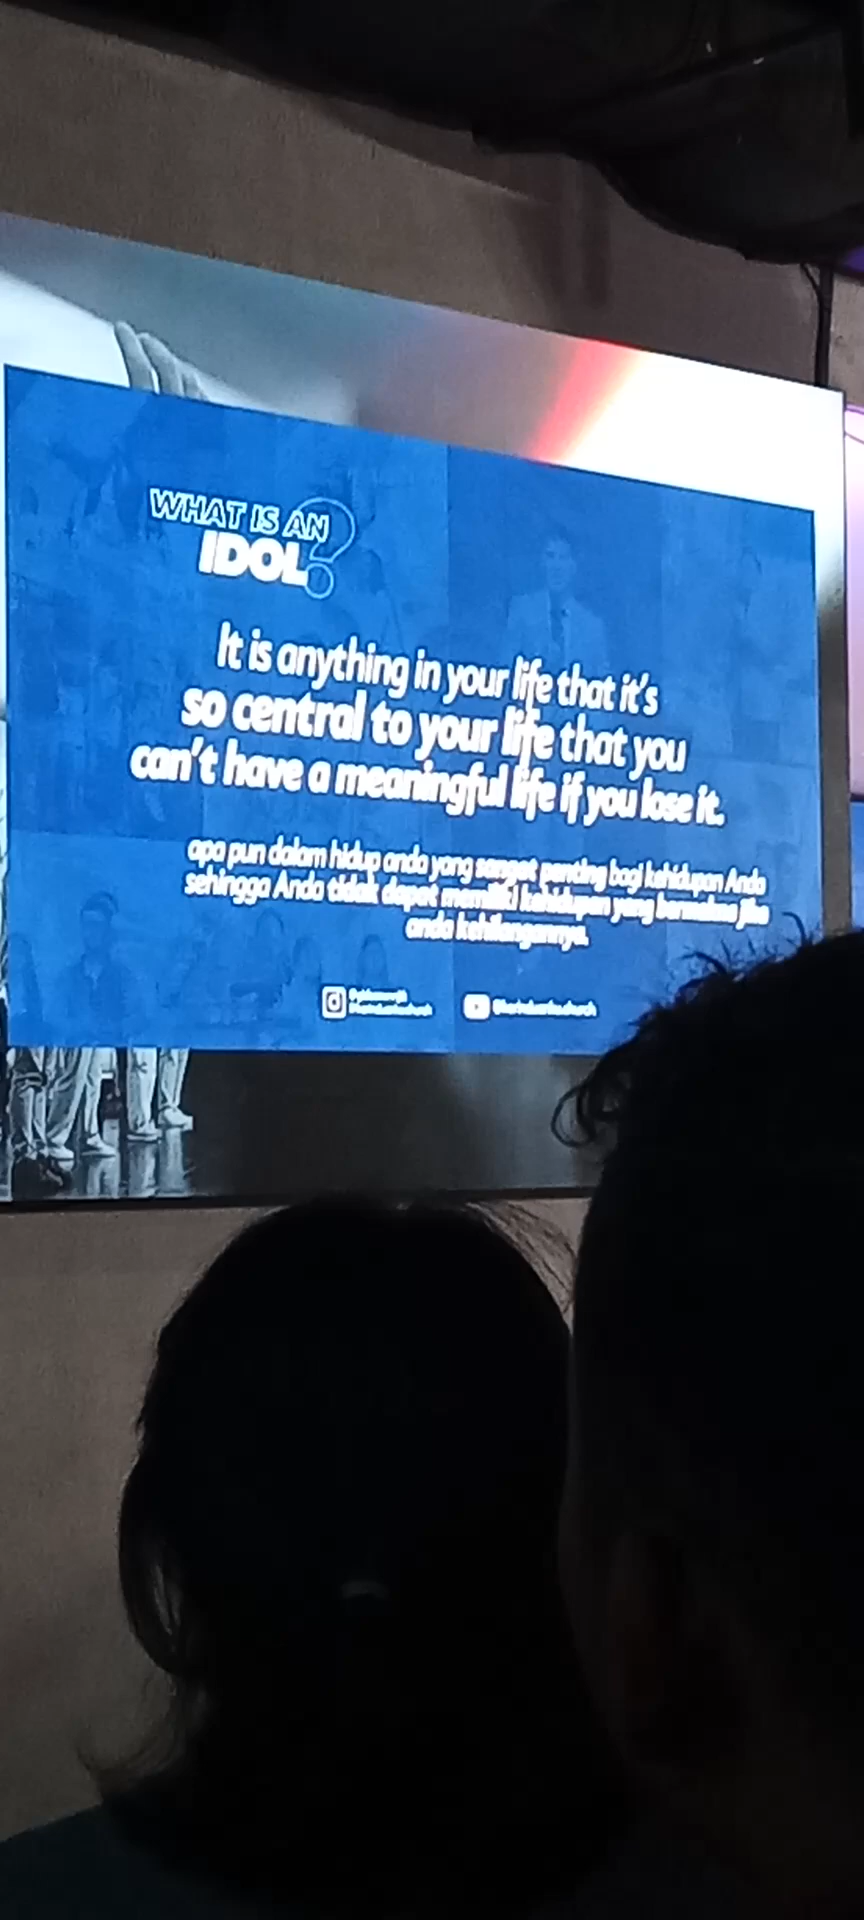 WHAT IS AN
IDOL?
It is anything in your life that it's
so central to your life that you
can't have a meaningful life if you lose it.
apa pun dalam hidup anda yang sangat penting bagi kehidupan Anda
sehingga Anda tidak dapat memiliki kehidupan yang bermakna jika
anda kehilangannya.